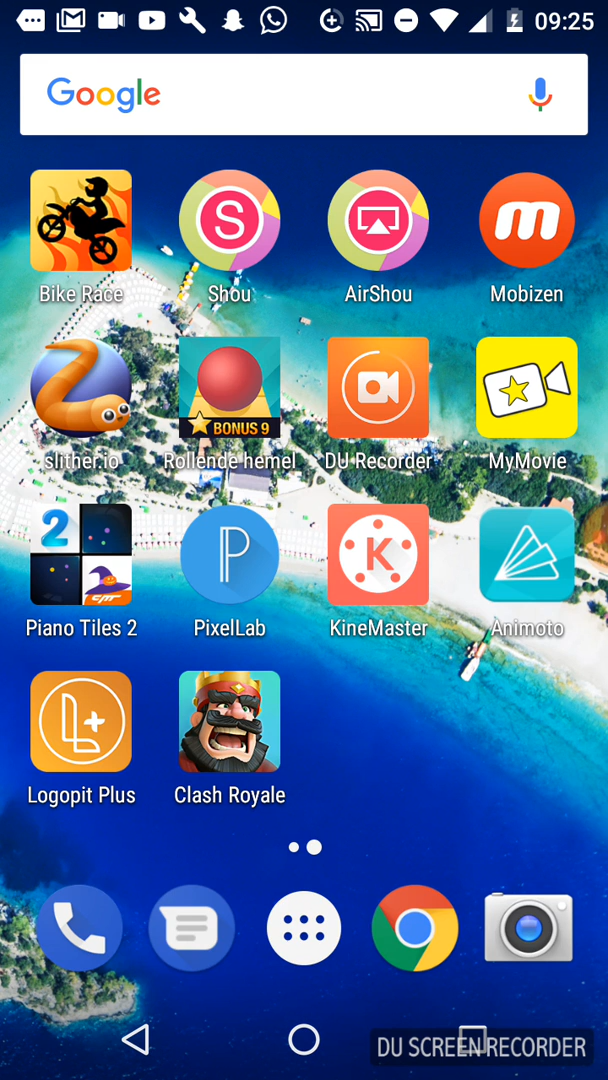 09:25
Google
Bike Race
S
Shou
AirShou
m
Mobizen
slither.io
BONUS 9
Rollende hemel
DU Recorder
MyMovie
2
CMT
Piano Tiles 2
P
PixelLab
K
KineMaster
Animoto
L+
Logopit Plus
Clash Royale
DU SCREEN RECORDER